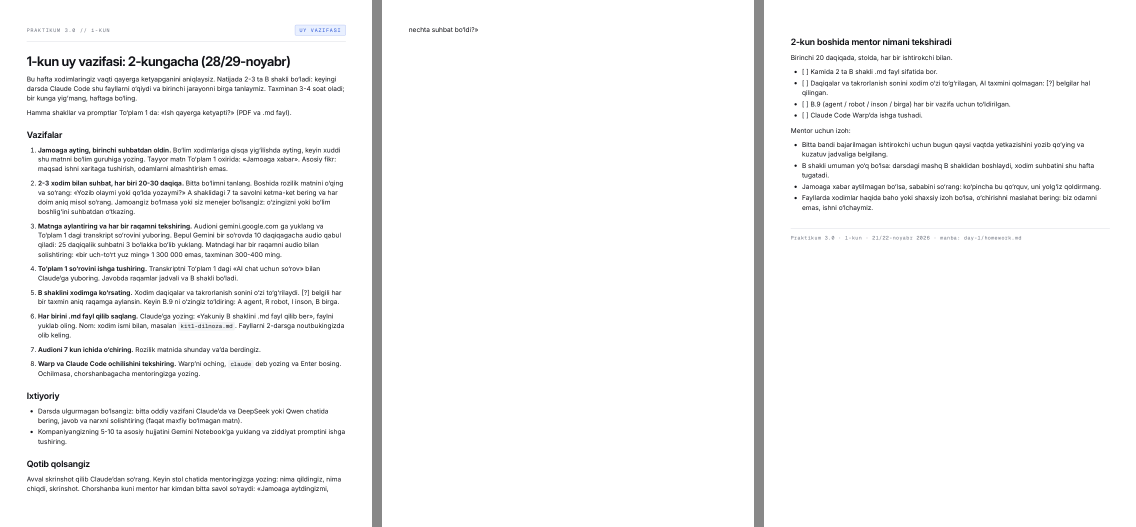 PRAKTIKUM 3.0 // 1-KUN
UY VAZIFASI
1-kun uy vazifasi: 2-kungacha (28/29-noyabr)
Bu hafta xodimlaringiz vaqti qayerga ketyapganini aniqlaysiz. Natijada 2-3 ta B shakli bo'ladi: keyingi
darsda Claude Code shu fayllarni o'qiydi va birinchi jarayonni birga tanlaymiz. Taxminan 3-4 soat oladi;
bir kunga yig'mang, haftaga bo'ling.
Hamma shakllar va promptlar To'plam 1 da: «Ish qayerga ketyapti?» (PDF va .md fayl).
Vazifalar
1. Jamoaga ayting, birinchi suhbatdan oldin. Bo'lim xodimlariga qisqa yig'ilishda ayting, keyin xuddi
shu matnni bo'lim guruhiga yozing. Tayyor matn To'plam 1 oxirida: «Jamoaga xabar». Asosiy fikr:
maqsad ishni xaritaga tushirish, odamlarni almashtirish emas.
2. 2-3 xodim bilan suhbat, har biri 20-30 daqiqa. Bitta bo'limni tanlang. Boshida rozilik matnini o'qing
va so'rang: «Yozib olaymi yoki qo'lda yozaymi?» A shaklidagi 7 ta savolni ketma-ket bering va har
doim aniq misol so'rang. Jamoangiz bo'lmasa yoki siz menejer bo'lsangiz: o'zingizni yoki bo'lim
boshlig'ini suhbatdan o'tkazing.
3. Matnga aylantiring va har bir raqamni tekshiring. Audioni gemini.google.com ga yuklang va
To'plam 1 dagi transkript so'rovini yuboring. Bepul Gemini bir so'rovda 10 daqiqagacha audio qabul
qiladi: 25 daqiqalik suhbatni 3 bo'lakka bo'lib yuklang. Matndagi har bir raqamni audio bilan
solishtiring: «bir uch-to'rt yuz ming» 1 300 000 emas, taxminan 300-400 ming.
4. To'plam 1 so'rovini ishga tushiring. Transkriptni To'plam 1 dagi «AI chat uchun so'rov» bilan
Claude'ga yuboring. Javobda raqamlar jadvali va B shakli bo'ladi.
5. B shaklini xodimga ko'rsating. Xodim daqiqalar va takrorlanish sonini o'zi to'g'rilaydi. [?] belgili har
bir taxmin aniq raqamga aylansin. Keyin B.9 ni o'zingiz to'ldiring: A agent, R robot, I inson, B birga.
6. Har birini .md fayl qilib saqlang. Claude'ga yozing: «Yakuniy B shaklini .md fayl qilib ber», faylni
yuklab oling. Nom: xodim ismi bilan, masalan kit1-dilnoza.md. Fayllarni 2-darsga noutbukingizda
olib keling.
7. Audioni 7 kun ichida o'chiring. Rozilik matnida shunday va'da berdingiz.
8. Warp va Claude Code ochilishini tekshiring. Warp'ni oching, claude deb yozing va Enter bosing.
Ochilmasa, chorshanbagacha mentoringizga yozing.
Ixtiyoriy
• Darsda ulgurmagan bo'lsangiz: bitta oddiy vazifani Claude'da va DeepSeek yoki Qwen chatida
bering, javob va narxni solishtiring (faqat maxfiy bo'lmagan matn).
• Kompaniyangizning 5-10 ta asosiy hujjatini Gemini Notebook'ga yuklang va ziddiyat promptini ishga
tushiring.
Qotib qolsangiz
Avval skrinshot qilib Claude'dan so'rang. Keyin stol chatida mentoringizga yozing: nima qildingiz, nima
chiqdi, skrinshot. Chorshanba kuni mentor har kimdan bitta savol so'raydi: «Jamoaga aytdingizmi,
nechta suhbat bo'ldi?»
2-kun boshida mentor nimani tekshiradi
Birinchi 20 daqiqada, stolda, har bir ishtirokchi bilan.
• [ ] Kamida 2 ta B shakli .md fayl sifatida bor.
• [ ] Daqiqalar va takrorlanish sonini xodim o'zi to'g'rilagan, AI taxmini qolmagan: [?] belgilar hal
qilingan.
• [ ] B.9 (agent / robot / inson / birga) har bir vazifa uchun to'ldirilgan.
• [ ] Claude Code Warp'da ishga tushadi.
Mentor uchun izoh:
• Bitta bandi bajarilmagan ishtirokchi uchun bugun qaysi vaqtda yetkazishini yozib qo'ying va
kuzatuv jadvaliga belgilang.
• B shakli umuman yo'q bo'lsa: darsdagi mashq B shaklidan boshlaydi, xodim suhbatini shu hafta
tugatadi.
• Jamoaga xabar aytilmagan bo'lsa, sababini so'rang: ko'pincha bu qo'rquv, uni yolg'iz qoldirmang.
• Fayllarda xodimlar haqida baho yoki shaxsiy izoh bo'lsa, o'chirishni maslahat bering: biz odamni
emas, ishni o'lchaymiz.
Praktikum 3.0 · 1-kun · 21/22-noyabr 2026 · manba: day-1/homework.md